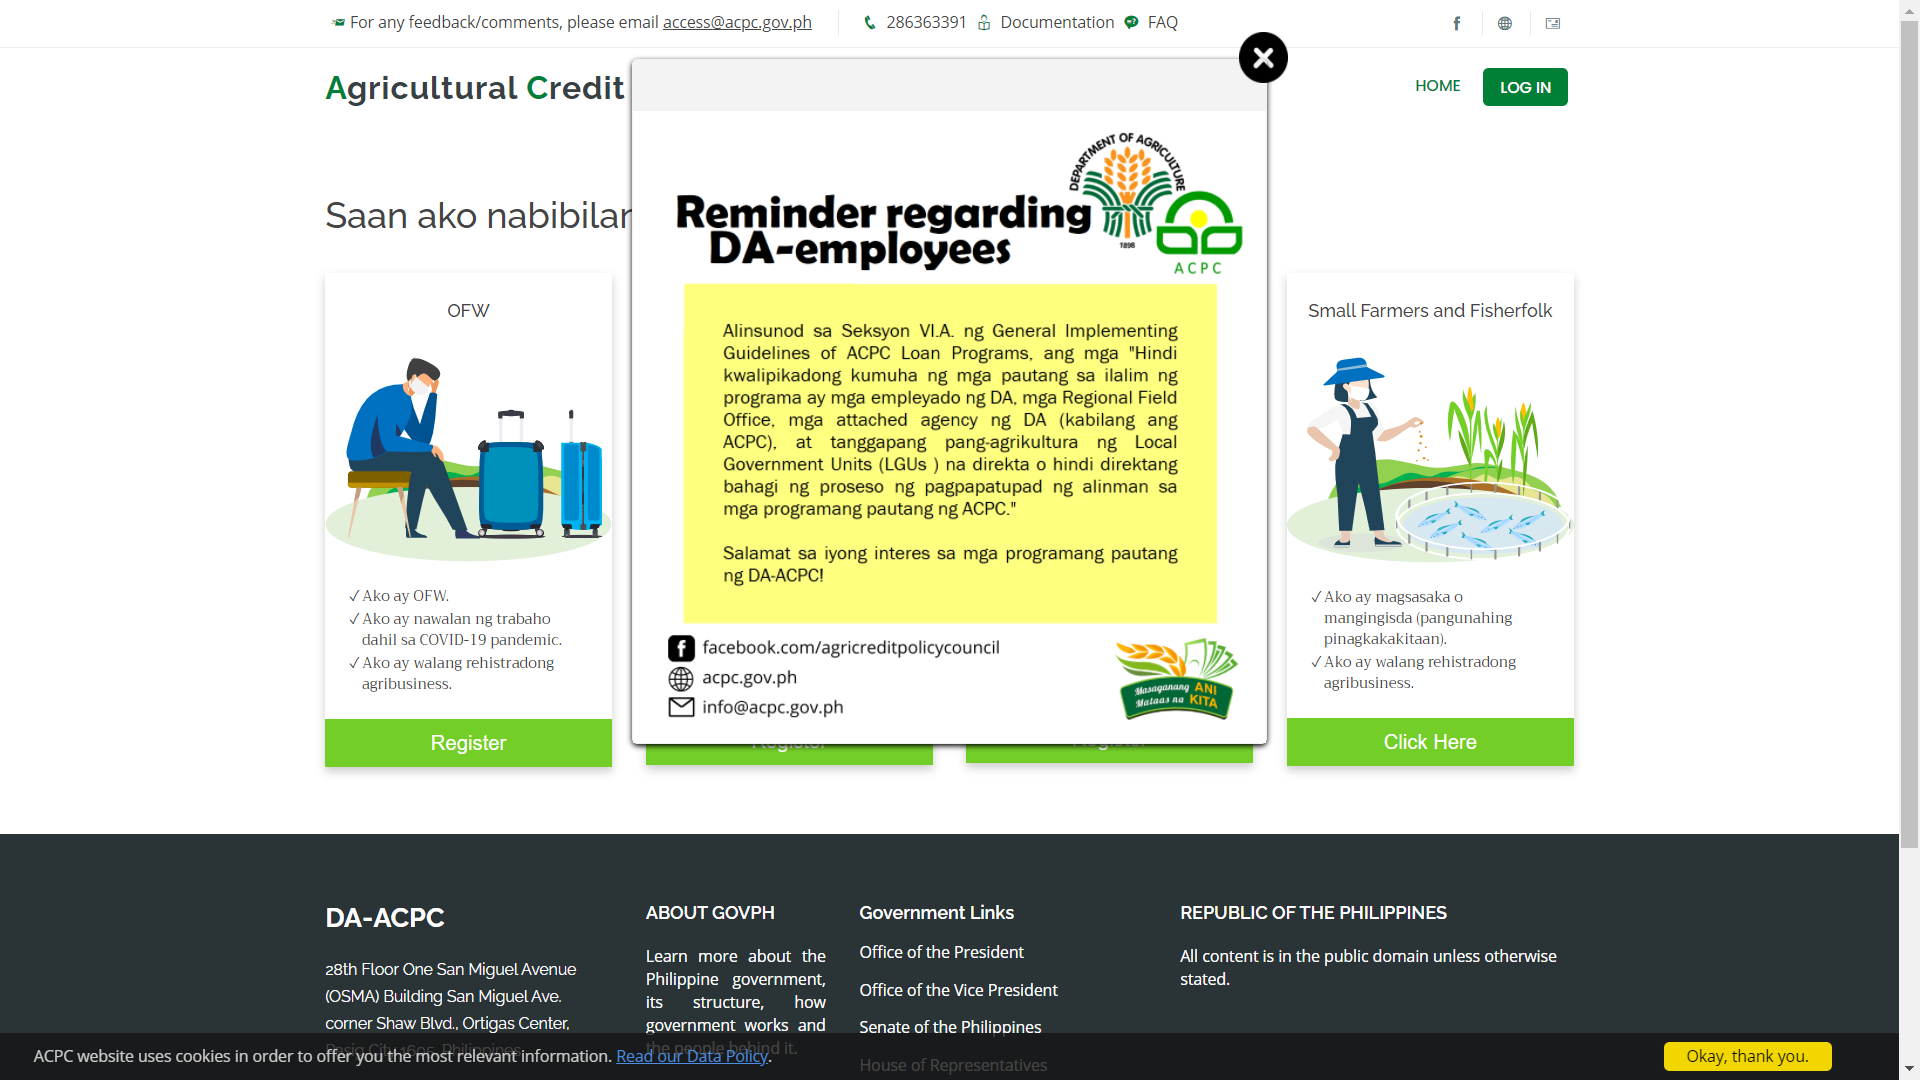 For any feedback/comments, please email access@acpc.gov.ph
286363391
Documentation
FAQ
Agricultural Credit
HOME
LOG IN
Saan ako nabibilan
OFW
✓ Ako ay OFW.
✓ Ako ay nawalan ng trabaho
dahil sa COVID-19 pandemic.
✓ Ako ay walang rehistradong
agribusiness.
Register
DEPARTMENT OF AGRICULTURE
1898
ACPC
Reminder regarding
DA-employees
Alinsunod sa Seksyon VI.A. ng General Implementing
Guidelines of ACPC Loan Programs, ang mga "Hindi
kwalipikadong kumuha ng mga pautang sa ilalim ng
programa ay mga empleyado ng DA, mga Regional Field
Office, mga attached agency ng DA (kabilang ang
ACPC), at tanggapang pang-agrikultura ng Local
Government Units (LGUs ) na direkta o hindi direktang
bahagi ng proseso ng pagpapatupad ng alinman sa
mga programang pautang ng ACPC."
Salamat sa iyong interes sa mga programang pautang
ng DA-ACPC!
facebook.com/agricreditpolicycouncil
acpc.gov.ph
info@acpc.gov.ph
Masaganang ANI
Mataas na KITA
Register
Register
Small Farmers and Fisherfolk
✓ Ako ay magsasaka o
mangingisda (pangunahing
pinagkakakitaan).
✓ Ako ay walang rehistradong
agribusiness.
Click Here
DA-ACPC
28th Floor One San Miguel Avenue
(OSMA) Building San Miguel Ave.
corner Shaw Blvd., Ortigas Center,
Pasig City 1605, Philippines
ABOUT GOVPH
Learn more about the
Philippine government,
its structure, how
government works and
the people behind it.
Government Links
Office of the President
Office of the Vice President
Senate of the Philippines
House of Representatives
REPUBLIC OF THE PHILIPPINES
All content is in the public domain unless otherwise
stated.
ACPC website uses cookies in order to offer you the most relevant information. Read our Data Policy.
Okay, thank you.